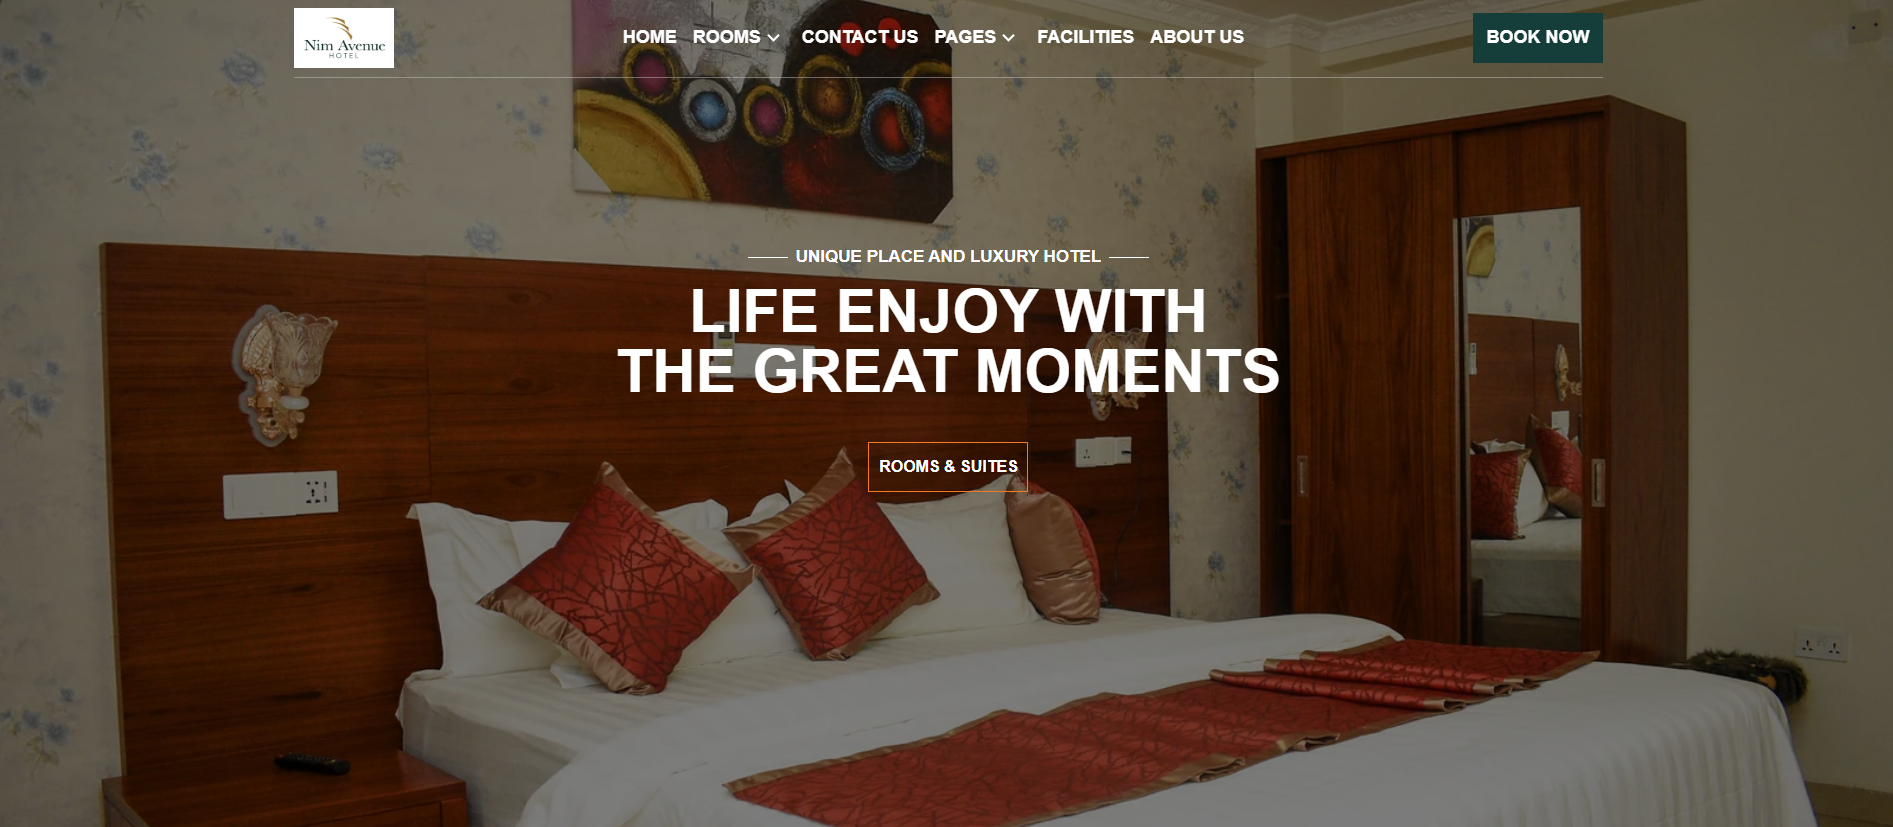 Nim Avenue
HOTEL
HOME ROOMS CONTACT US PAGES FACILITIES ABOUT US
BOOK NOW
UNIQUE PLACE AND LUXURY HOTEL
LIFE ENJOY WITH
THE GREAT MOMENTS
ROOMS & SUITES